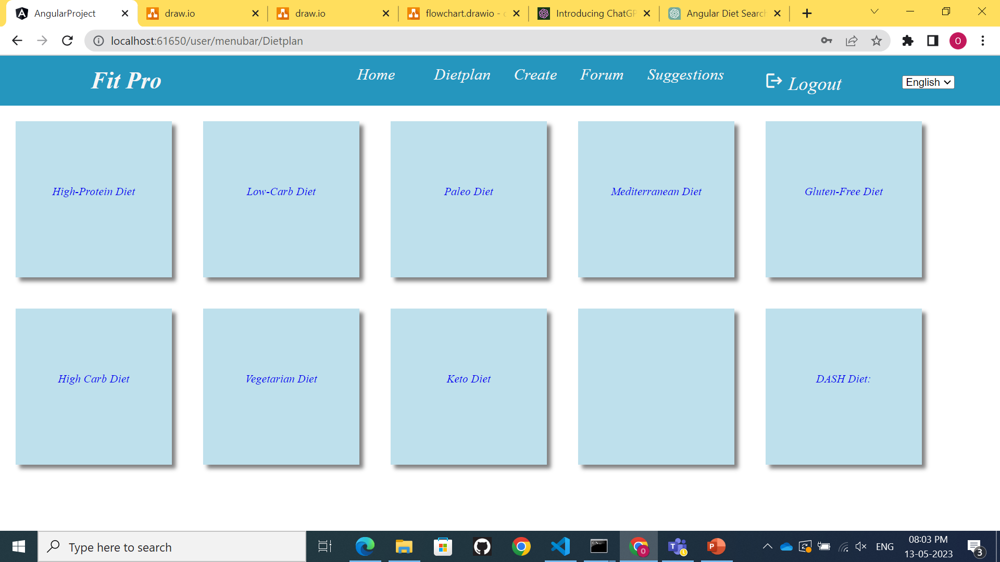 AngularProject
draw.io
draw.io
flowchart.drawio -
Introducing ChatGP
Angular Diet Search
localhost:61650/user/menubar/Dietplan
O
Fit Pro
Home
Dietplan
Create
Forum
Suggestions
Logout
English
High-Protein Diet
Low-Carb Diet
Paleo Diet
Mediterranean Diet
Gluten-Free Diet
High Carb Diet
Vegetarian Diet
Keto Diet
DASH Diet:
Type here to search
ENG
08:03 PM
13-05-2023
3